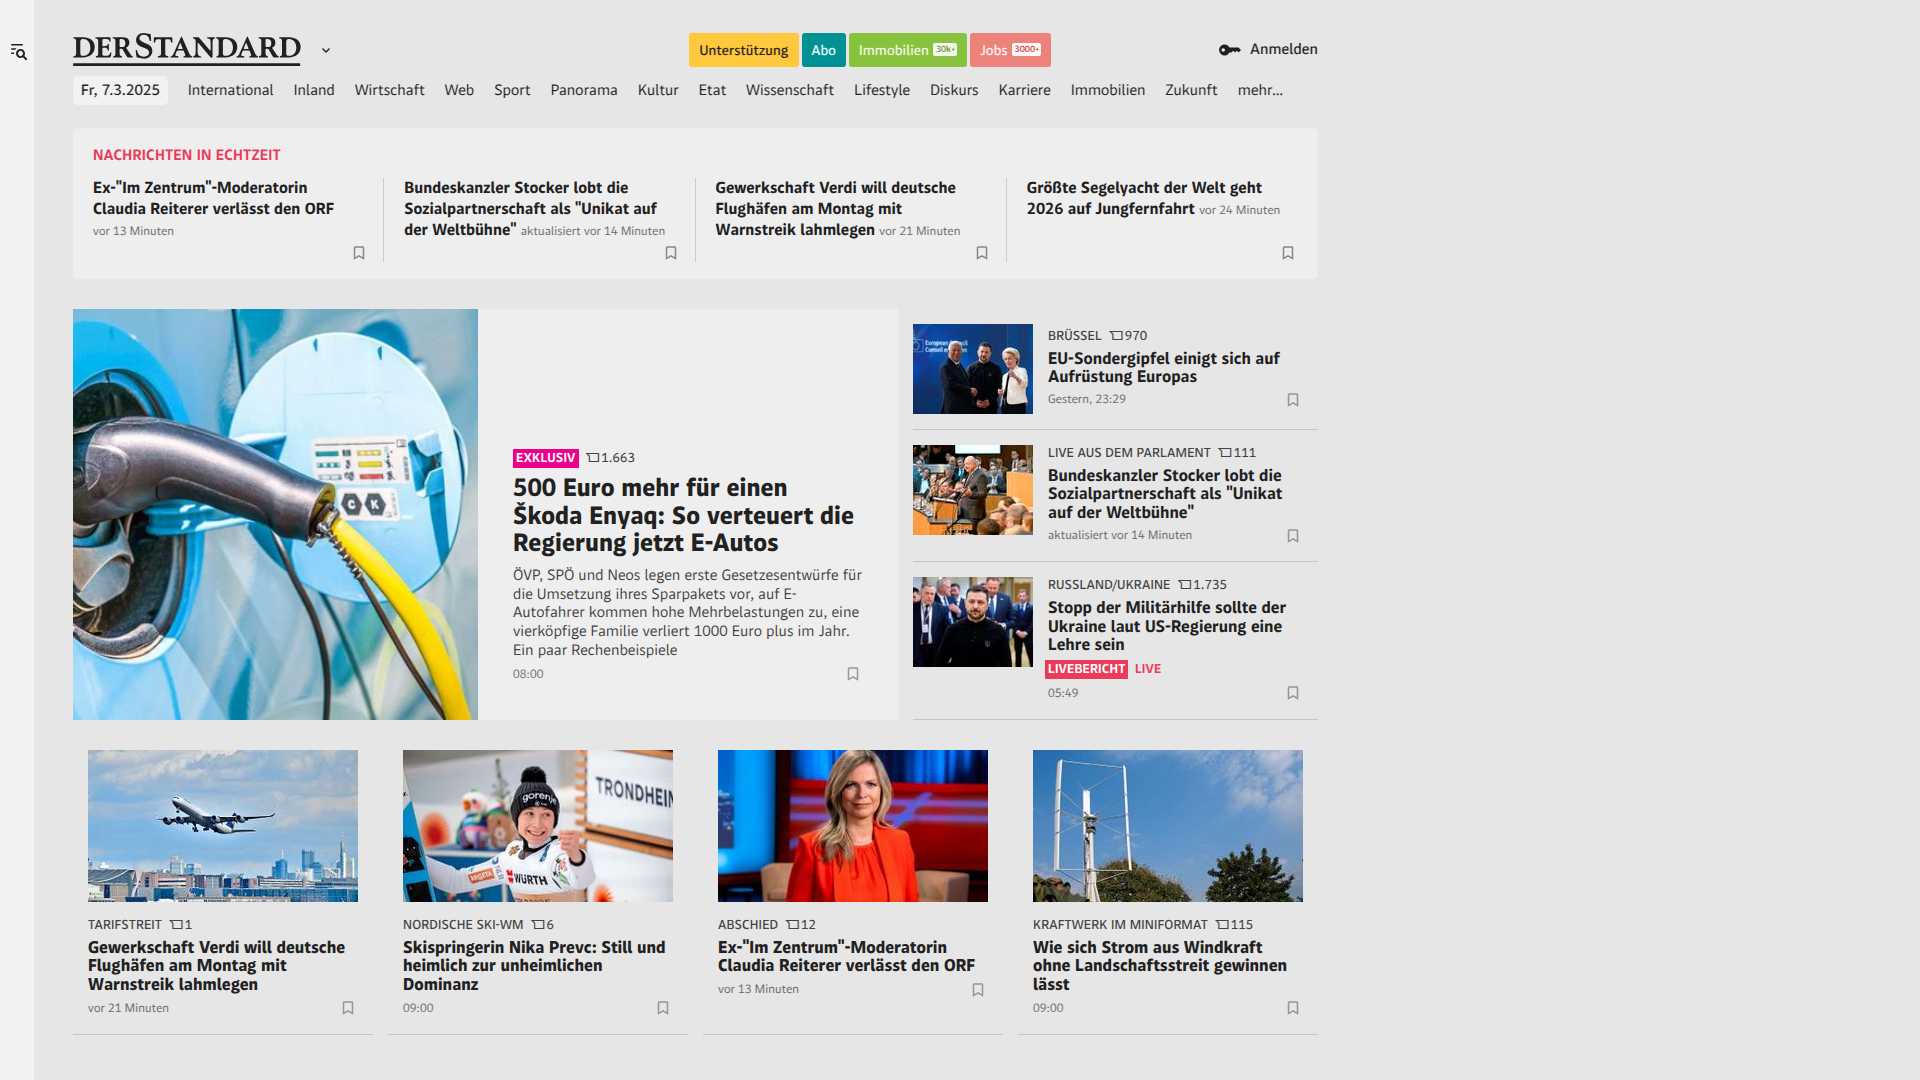 DERSTANDARD
Unterstützung Abo Immobilien 30k+ Jobs 3000+
Anmelden
Fr, 7.3.2025 International Inland Wirtschaft Web Sport Panorama Kultur Etat Wissenschaft Lifestyle Diskurs Karriere Immobilien Zukunft mehr...
NACHRICHTEN IN ECHTZEIT
Ex-"Im Zentrum"-Moderatorin
Claudia Reiterer verlässt den ORF
vor 13 Minuten
Bundeskanzler Stocker lobt die
Sozialpartnerschaft als "Unikat auf
der Weltbühne" aktualisiert vor 14 Minuten
Gewerkschaft Verdi will deutsche
Flughäfen am Montag mit
Warnstreik lahmlegen vor 21 Minuten
Größte Segelyacht der Welt geht
2026 auf Jungfernfahrt vor 24 Minuten
EXKLUSIV 1.663
500 Euro mehr für einen
Škoda Enyaq: So verteuert die
Regierung jetzt E-Autos
ÖVP, SPÖ und Neos legen erste Gesetzesentwürfe für
die Umsetzung ihres Sparpakets vor, auf E-
Autofahrer kommen hohe Mehrbelastungen zu, eine
vierköpfige Familie verliert 1000 Euro plus im Jahr.
Ein paar Rechenbeispiele
08:00
C K
European Council
BRÜSSEL 970
EU-Sondergipfel einigt sich auf
Aufrüstung Europas
Gestern, 23:29
LIVE AUS DEM PARLAMENT 111
Bundeskanzler Stocker lobt die
Sozialpartnerschaft als "Unikat
auf der Weltbühne"
aktualisiert vor 14 Minuten
RUSSLAND/UKRAINE 1.735
Stopp der Militärhilfe sollte der
Ukraine laut US-Regierung eine
Lehre sein
LIVEBERICHT LIVE
05:49
TARIFSTREIT 1
Gewerkschaft Verdi will deutsche
Flughäfen am Montag mit
Warnstreik lahmlegen
vor 21 Minuten
TRONDHEIM
gorenje
WÜRTH
NORDISCHE SKI-WM 6
Skispringerin Nika Prevc: Still und
heimlich zur unheimlichen
Dominanz
09:00
ABSCHIED 12
Ex-"Im Zentrum"-Moderatorin
Claudia Reiterer verlässt den ORF
vor 13 Minuten
KRAFTWERK IM MINIFORMAT 115
Wie sich Strom aus Windkraft
ohne Landschaftsstreit gewinnen
lässt
09:00